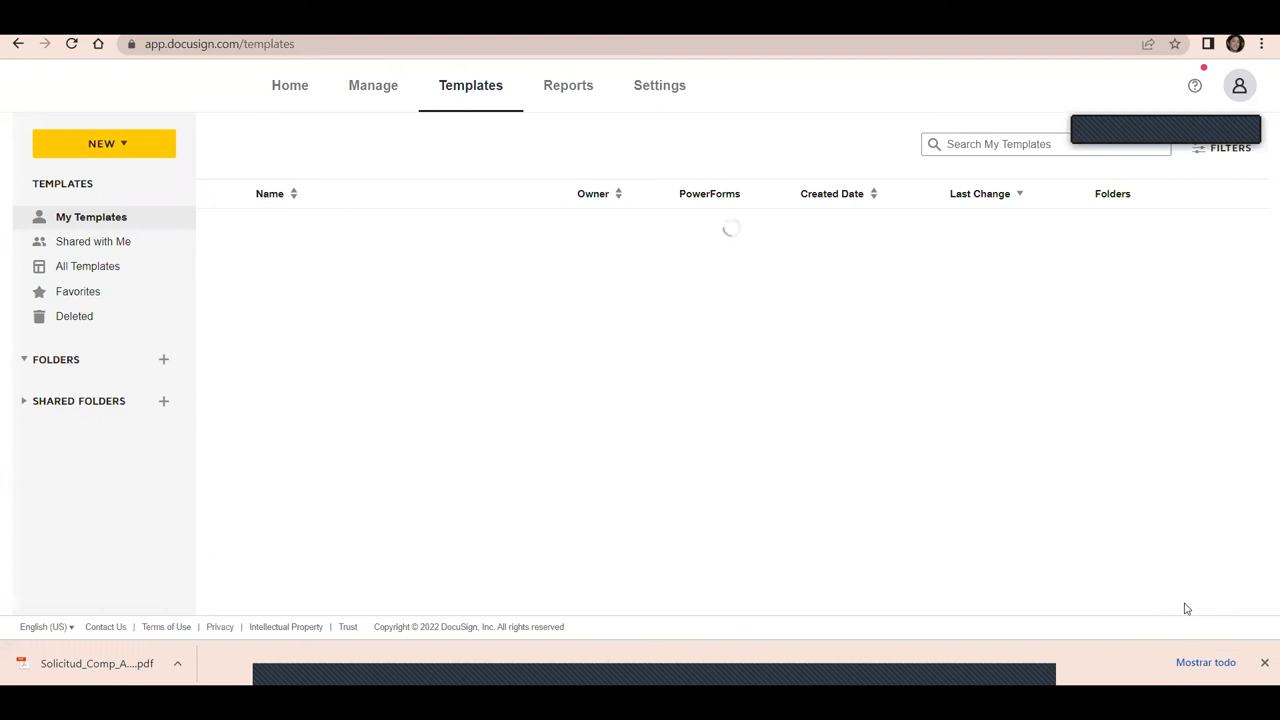 app.docusign.com/templates
Home Manage Templates Reports Settings
NEW
Search My Templates
FILTERS
TEMPLATES
Name Owner PowerForms Created Date Last Change Folders
My Templates
Shared with Me
All Templates
Favorites
Deleted
FOLDERS
SHARED FOLDERS
English (US) Contact Us | Terms of Use | Privacy | Intellectual Property | Trust Copyright © 2022 DocuSign, Inc. All rights reserved
Solicitud_Comp_A....pdf Mostrar todo